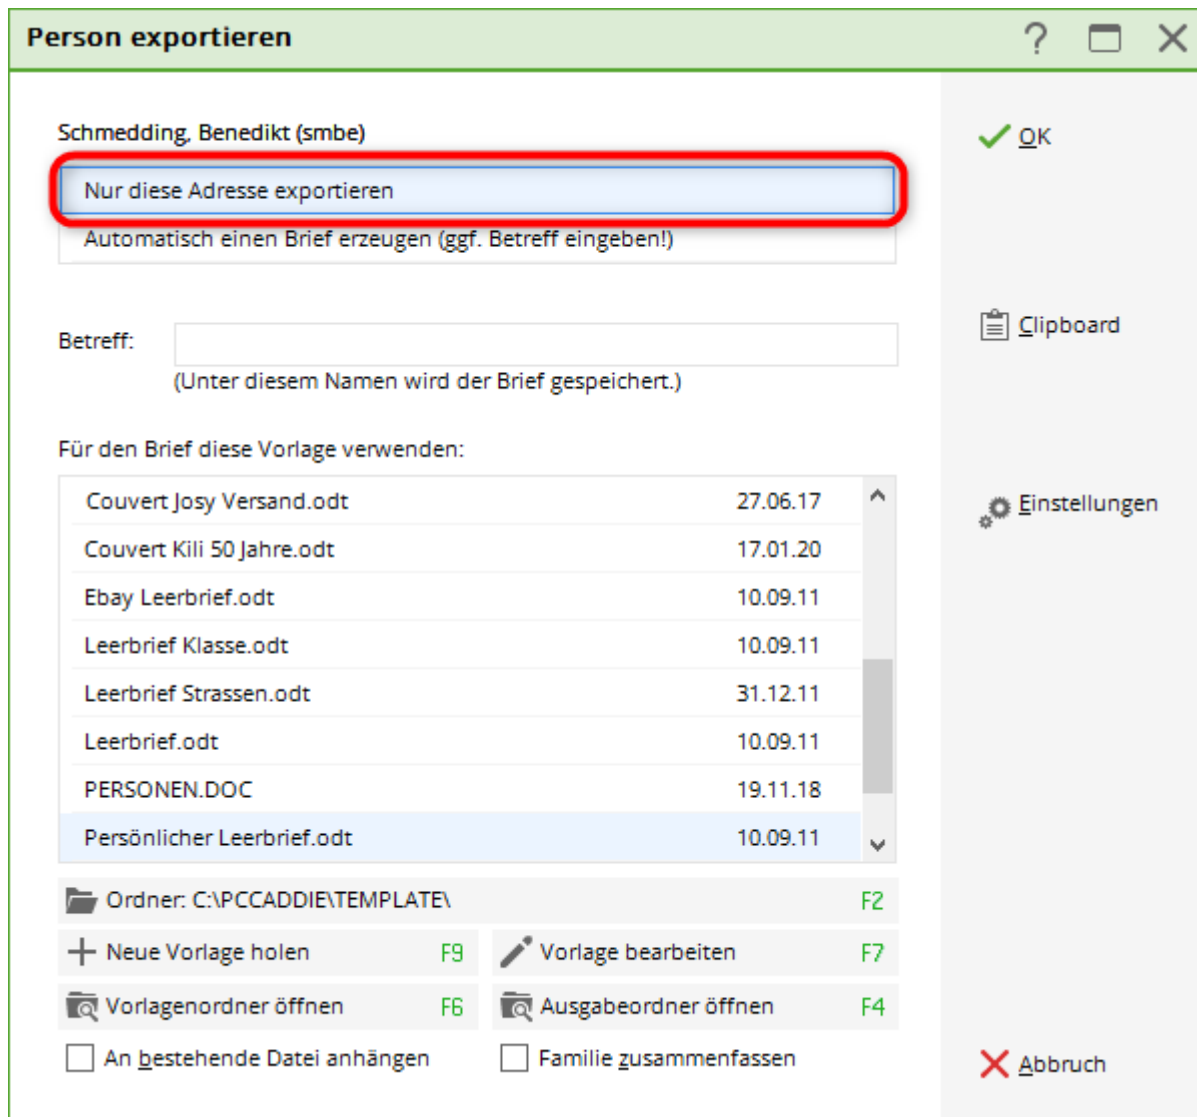 Person exportieren
Schmedding, Benedikt (smbe)
OK
Nur diese Adresse exportieren
Automatisch einen Brief erzeugen (ggf. Betreff eingeben!)
Clipboard
Betreff:
(Unter diesem Namen wird der Brief gespeichert.)
Für den Brief diese Vorlage verwenden:
Couvert Josy Versand.odt 27.06.17
Einstellungen
Couvert Kili 50 Jahre.odt 17.01.20
Ebay Leerbrief.odt 10.09.11
Leerbrief Klasse.odt 10.09.11
Leerbrief Strassen.odt 31.12.11
Leerbrief.odt 10.09.11
PERSONEN.DOC 19.11.18
Persönlicher Leerbrief.odt 10.09.11
Ordner: C:\PCCADDIE\TEMPLATE\ F2
Neue Vorlage holen F9 Vorlage bearbeiten F7
Vorlagenordner öffnen F6 Ausgabeordner öffnen F4
An bestehende Datei anhängen Familie zusammenfassen
Abbruch